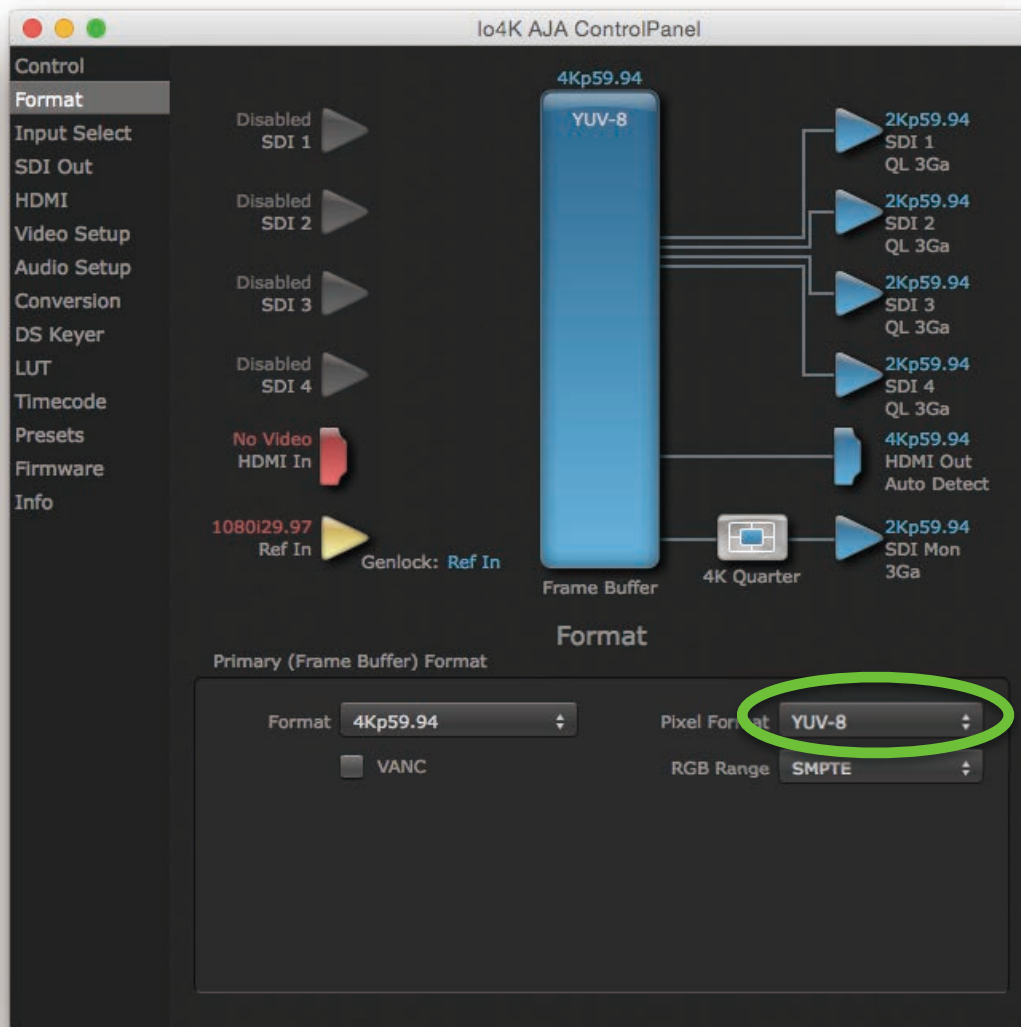 Io4K AJA ControlPanel
Control
Format
Input Select
SDI Out
HDMI
Video Setup
Audio Setup
Conversion
DS Keyer
LUT
Timecode
Presets
Firmware
Info
Disabled
SDI 1
Disabled
SDI 2
Disabled
SDI 3
Disabled
SDI 4
No Video
HDMI In
1080i29.97
Ref In
Genlock: Ref In
4Kp59.94
YUV-8
Frame Buffer
4K Quarter
2Kp59.94
SDI 1
QL 3Ga
2Kp59.94
SDI 2
QL 3Ga
2Kp59.94
SDI 3
QL 3Ga
2Kp59.94
SDI 4
QL 3Ga
4Kp59.94
HDMI Out
Auto Detect
2Kp59.94
SDI Mon
3Ga
Format
Primary (Frame Buffer) Format
Format 4Kp59.94
VANC
Pixel Format YUV-8
RGB Range SMPTE